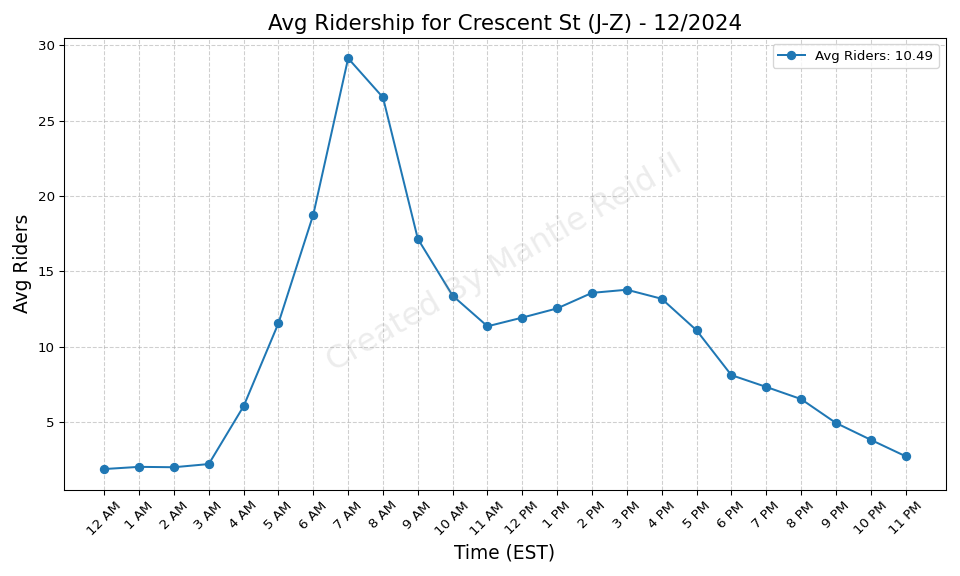 Avg Ridership for Crescent St (J-Z) - 12/2024
Avg Riders: 10.49
30
25
20
15
10
5
Avg Riders
Created By Mantie Reid II
12 AM
1 AM
2 AM
3 AM
4 AM
5 AM
6 AM
7 AM
8 AM
9 AM
10 AM
11 AM
12 PM
1 PM
2 PM
3 PM
4 PM
5 PM
6 PM
7 PM
8 PM
9 PM
10 PM
11 PM
Time (EST)